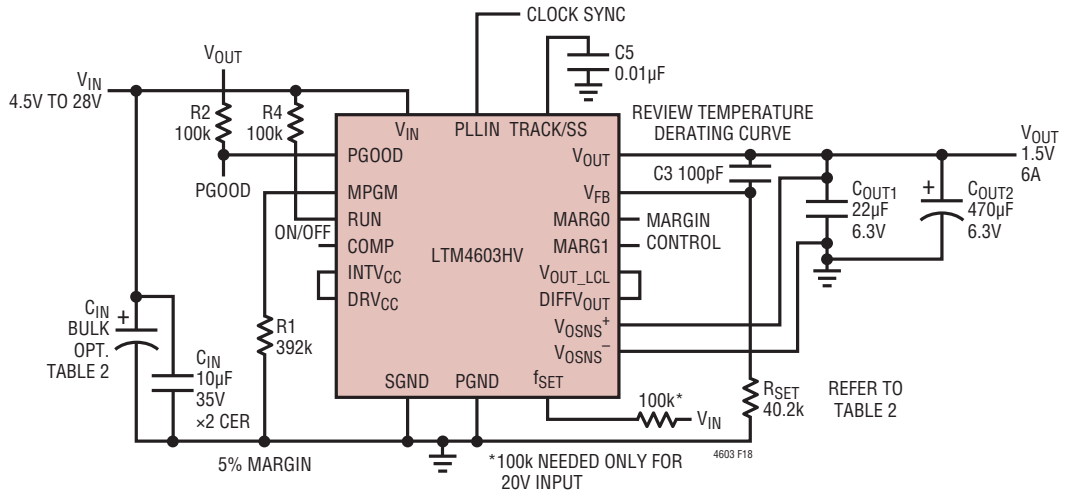 CLOCK SYNC
C5
0.01µF
VOUT
VIN
4.5V TO 28V
R2
100k
R4
100k
REVIEW TEMPERATURE
DERATING CURVE
VOUT
1.5V
6A
VIN
PLLIN
TRACK/SS
PGOOD
VOUT
C3 100pF
PGOOD
MPGM
VFB
COUT1
22µF
6.3V
+
COUT2
470µF
6.3V
RUN
MARG0
MARGIN
CONTROL
ON/OFF
COMP
LTM4603HV
MARG1
INTVCC
VOUT_LCL
DRVCC
DIFFVOUT
CIN
BULK
OPT.
TABLE 2
+
R1
392k
VOSNS+
VOSNS–
CIN
10µF
35V
×2 CER
SGND
PGND
fSET
RSET
40.2k
REFER TO
TABLE 2
100k*
VIN
5% MARGIN
*100k NEEDED ONLY FOR
20V INPUT
4603 F18